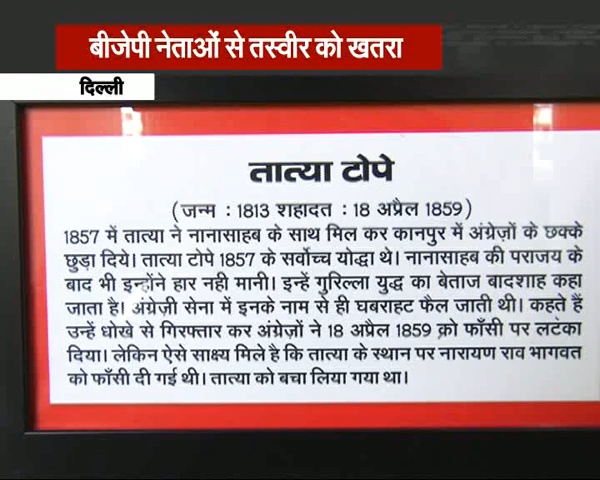 बीजेपी नेताओं से तस्वीर को खतरा
दिल्ली
तात्या टोपे
(जन्म : 1813 शहादत : 18 अप्रैल 1859)
1857 में तात्या ने नानासाहब के साथ मिल कर कानपुर में अंग्रेज़ों के छक्के
छुड़ा दिये। तात्या टोपे 1857 के सर्वोच्च योद्धा थे। नानासाहब की पराजय के
बाद भी इन्होंने हार नही मानी। इन्हें गुरिल्ला युद्ध का बेताज बादशाह कहा
जाता है। अंग्रेज़ी सेना में इनके नाम से ही घबराहट फैल जाती थी। कहते हैं
उन्हें धोखे से गिरफ्तार कर अंग्रेज़ों ने 18 अप्रैल 1859 को फाँसी पर लटका
दिया। लेकिन ऐसे साक्ष्य मिले है कि तात्या के स्थान पर नारायण राव भागवत
को फाँसी दी गई थी। तात्या को बचा लिया गया था।